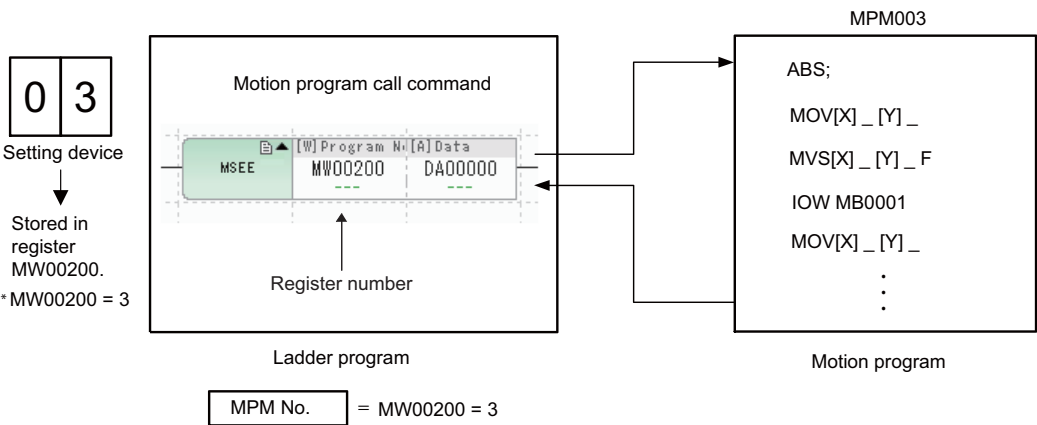 MPM003
0 3
Setting device
Stored in
register
MW00200.
*MW00200 = 3
Motion program call command
MSEE
[W]Program Nu
[A]Data
MW00200
DA00000
---
---
Register number
Ladder program
MPM No. = MW00200 = 3
ABS;
MOV[X] _ [Y] _
MVS[X] _ [Y] _ F
IOW MB0001
MOV[X] _ [Y] _
Motion program